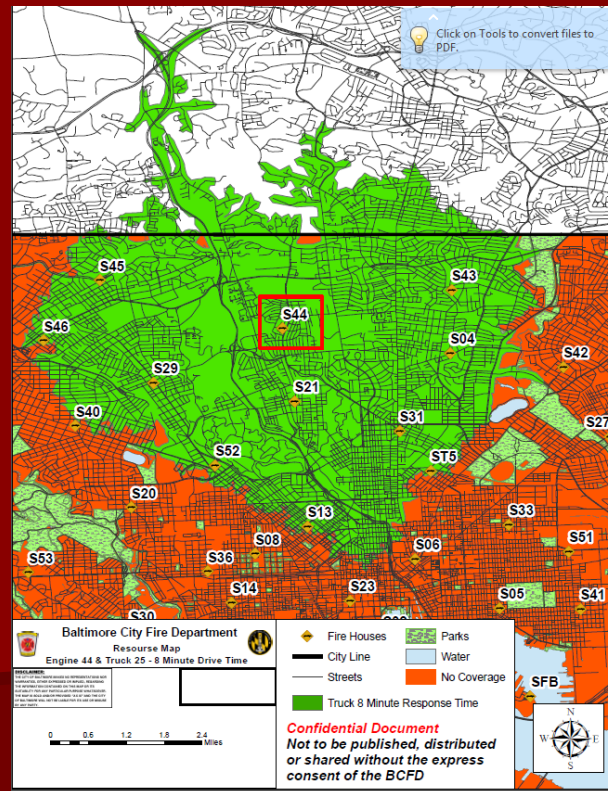 Click on Tools to convert files to
PDF.
S45
S43
S44
S46
S04
S42
S29
S21
S40
S31
S27
S52
ST5
S20
S13
S33
S08
S06
S51
S53
S36
S14
S23
S05
S41
S30
Baltimore City Fire Department
Resourse Map
Engine 44 & Truck 25 - 8 Minute Drive Time
DISCLAIMER:
0 0.6 1.2 1.8 2.4
Miles
Fire Houses
Parks
City Line
Water
Streets
No Coverage
Truck 8 Minute Response Time
Confidential Document
Not to be published, distributed
or shared without the express
consent of the BCFD
SFB
N
W E
S